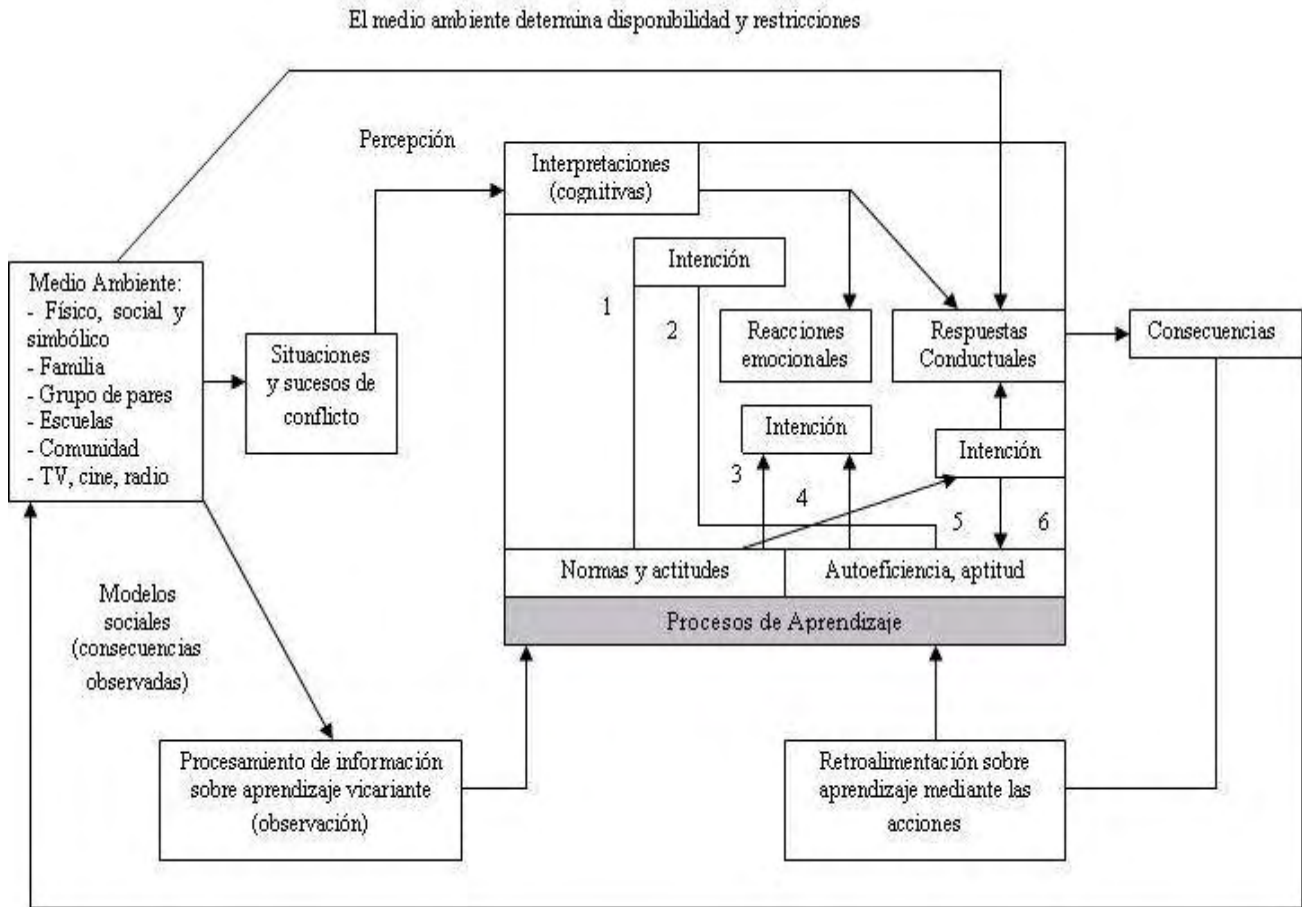 El medio ambiente determina disponibilidad y restricciones
Percepción
Interpretaciones
(cognitivas)
Intención
1
2
Medio Ambiente:
- Físico, social y
simbólico
- Familia
- Grupo de pares
- Escuelas
- Comunidad
- TV, cine, radio
Situaciones
y sucesos de
conflicto
Reacciones
emocionales
Respuestas
Conductuales
Consecuencias
Intención
Intención
3
4
5
6
Normas y actitudes
Autoeficiencia, aptitud
Procesos de Aprendizaje
Modelos
sociales
(consecuencias
observadas)
Procesamiento de información
sobre aprendizaje vicariante
(observación)
Retroalimentación sobre
aprendizaje mediante las
acciones